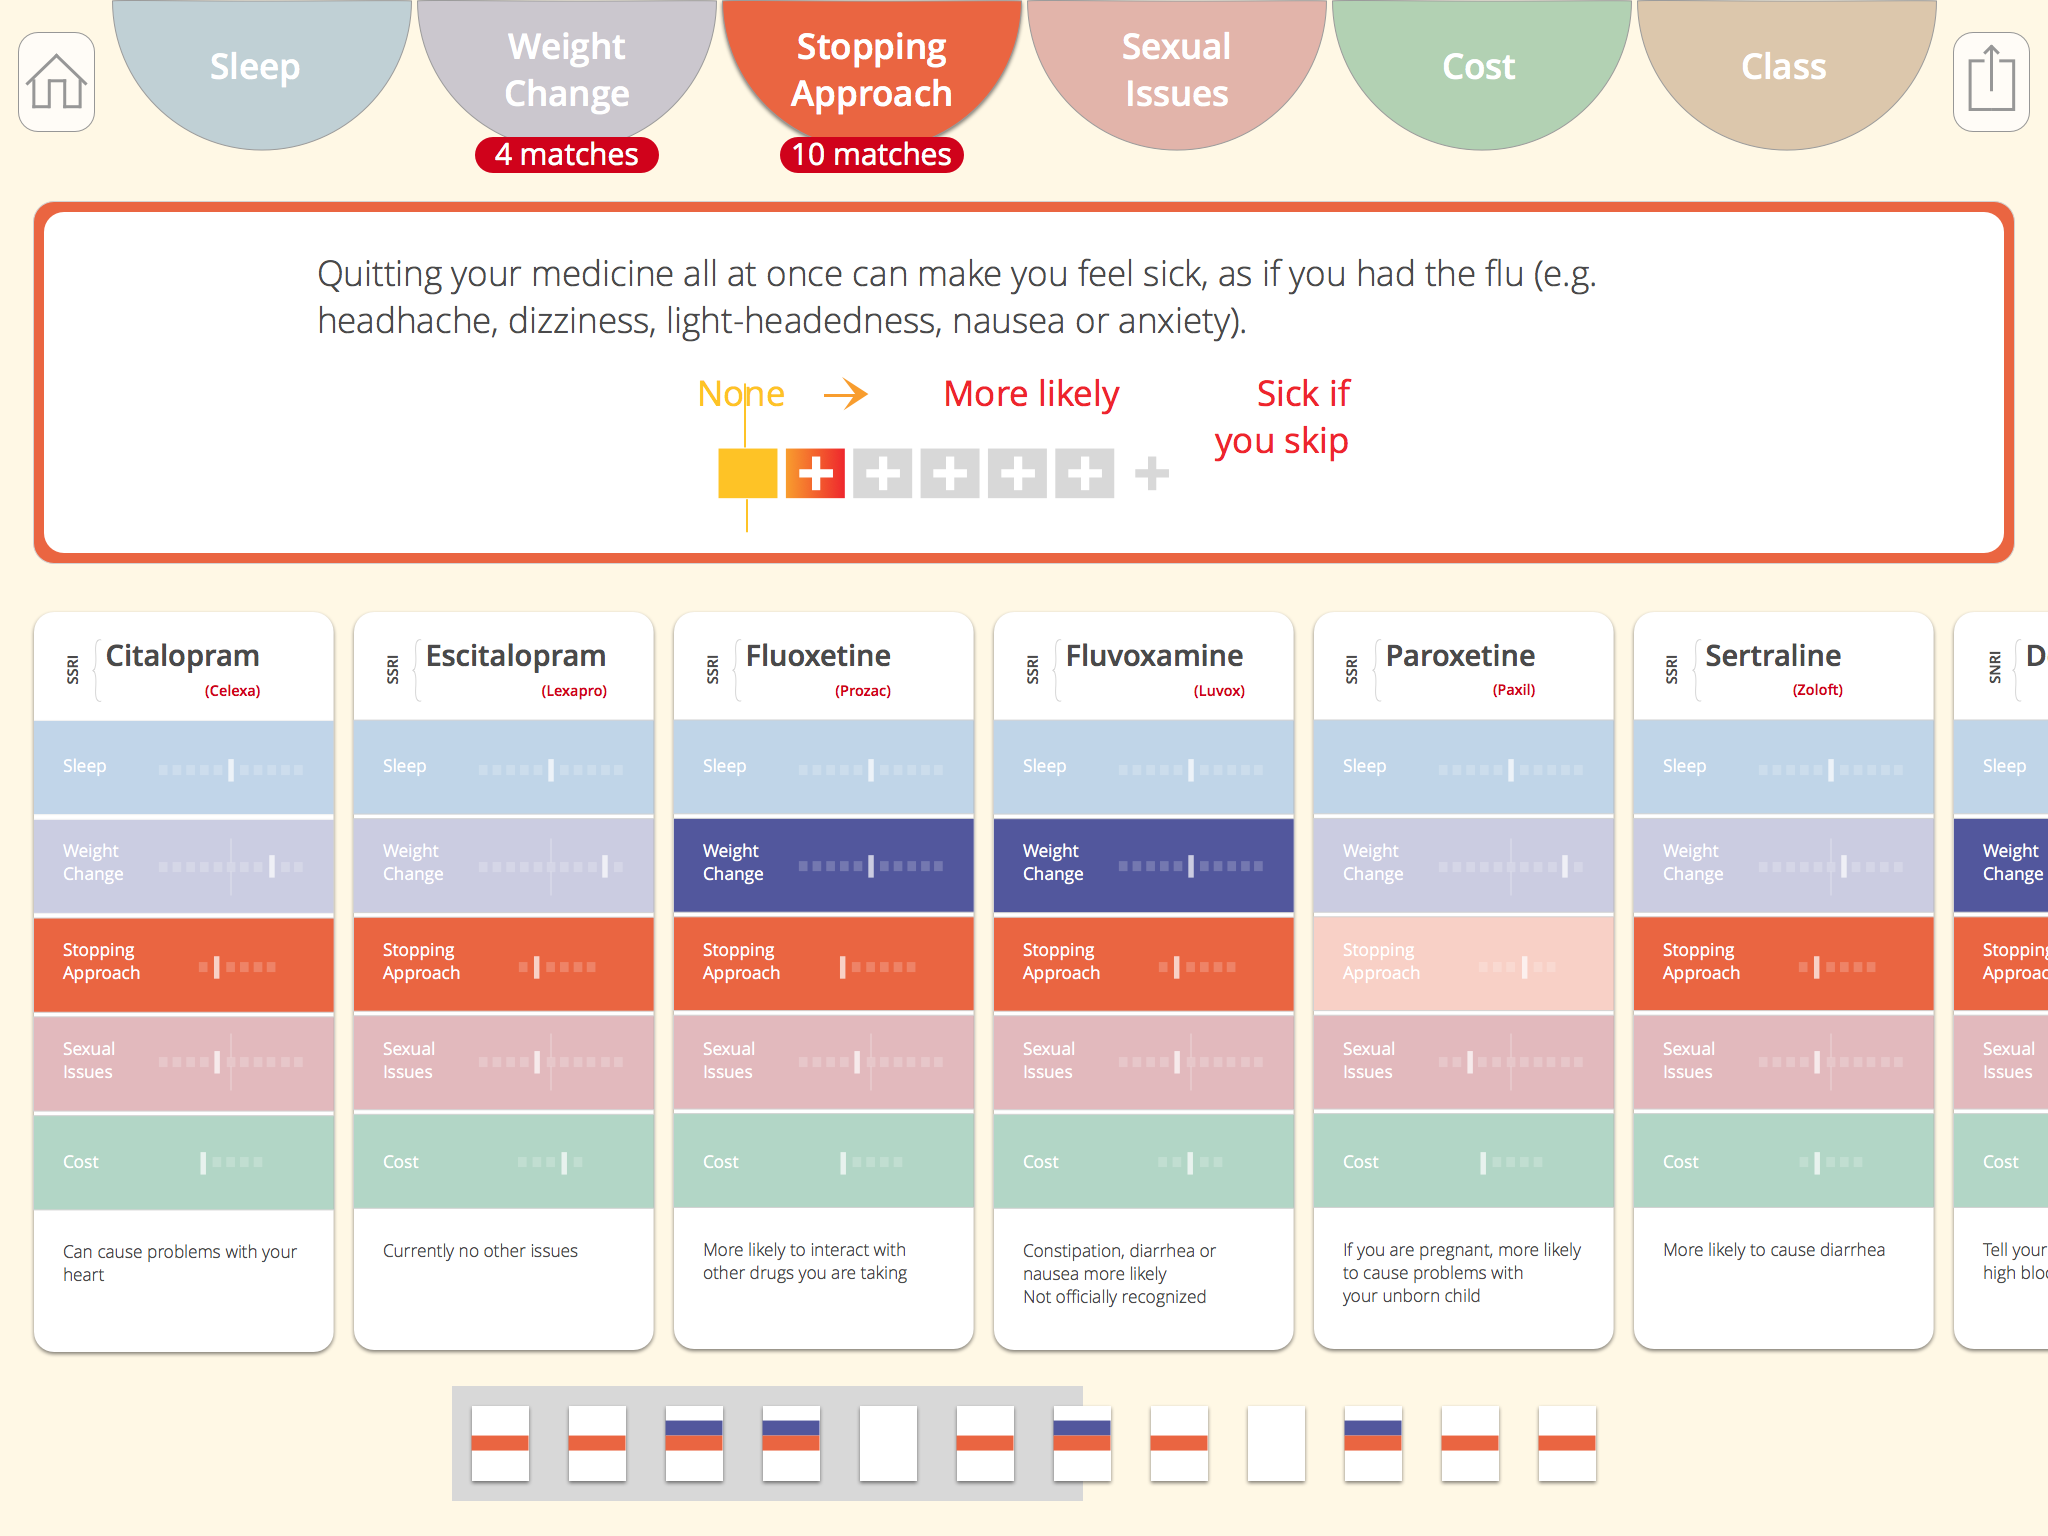 Sleep
Weight
Change
4 matches
Stopping
Approach
10 matches
Sexual
Issues
Cost
Class
Quitting your medicine all at once can make you feel sick, as if you had the flu (e.g.
headhache, dizziness, light-headedness, nausea or anxiety).
None
More likely
Sick if
you skip
SSRI
Citalopram
(Celexa)
Sleep
Weight
Change
Stopping
Approach
Sexual
Issues
Cost
Can cause problems with your
heart
SSRI
Escitalopram
(Lexapro)
Sleep
Weight
Change
Stopping
Approach
Sexual
Issues
Cost
Currently no other issues
SSRI
Fluoxetine
(Prozac)
Sleep
Weight
Change
Stopping
Approach
Sexual
Issues
Cost
More likely to interact with
other drugs you are taking
SSRI
Fluvoxamine
(Luvox)
Sleep
Weight
Change
Stopping
Approach
Sexual
Issues
Cost
Constipation, diarrhea or
nausea more likely
Not officially recognized
SSRI
Paroxetine
(Paxil)
Sleep
Weight
Change
Stopping
Approach
Sexual
Issues
Cost
If you are pregnant, more likely
to cause problems with
your unborn child
SSRI
Sertraline
(Zoloft)
Sleep
Weight
Change
Stopping
Approach
Sexual
Issues
Cost
More likely to cause diarrhea
SNRI
Sleep
Weight
Change
Sexual
Issues
Cost
Tell your
high